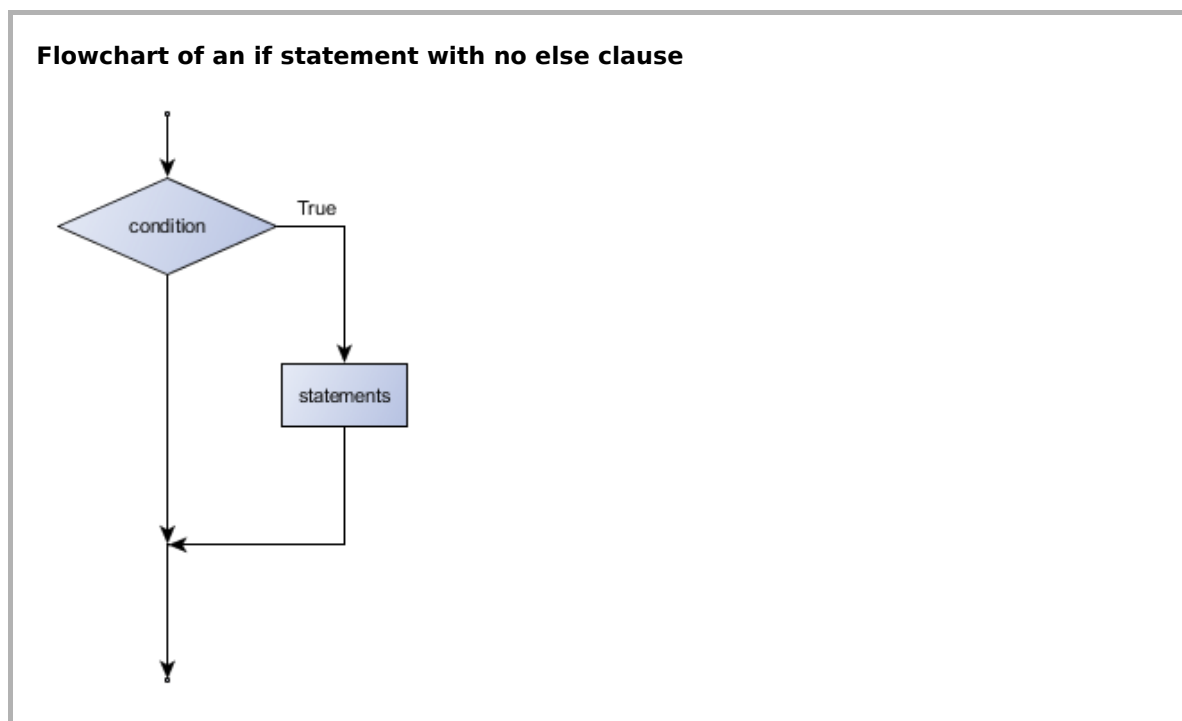 Flowchart of an if statement with no else clause
True
condition
statements